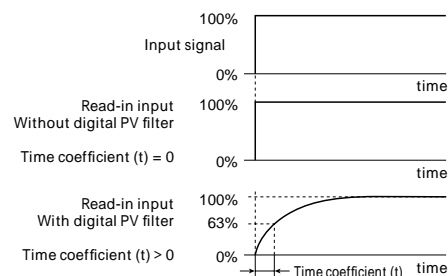 100%
Input signal
0%
time
Read-in input
Without digital PV filter
100%
Time coefficient (t) = 0
0%
time
Read-in input
With digital PV filter
100%
63%
Time coefficient (t) > 0
0%
Time coefficient (t)
time